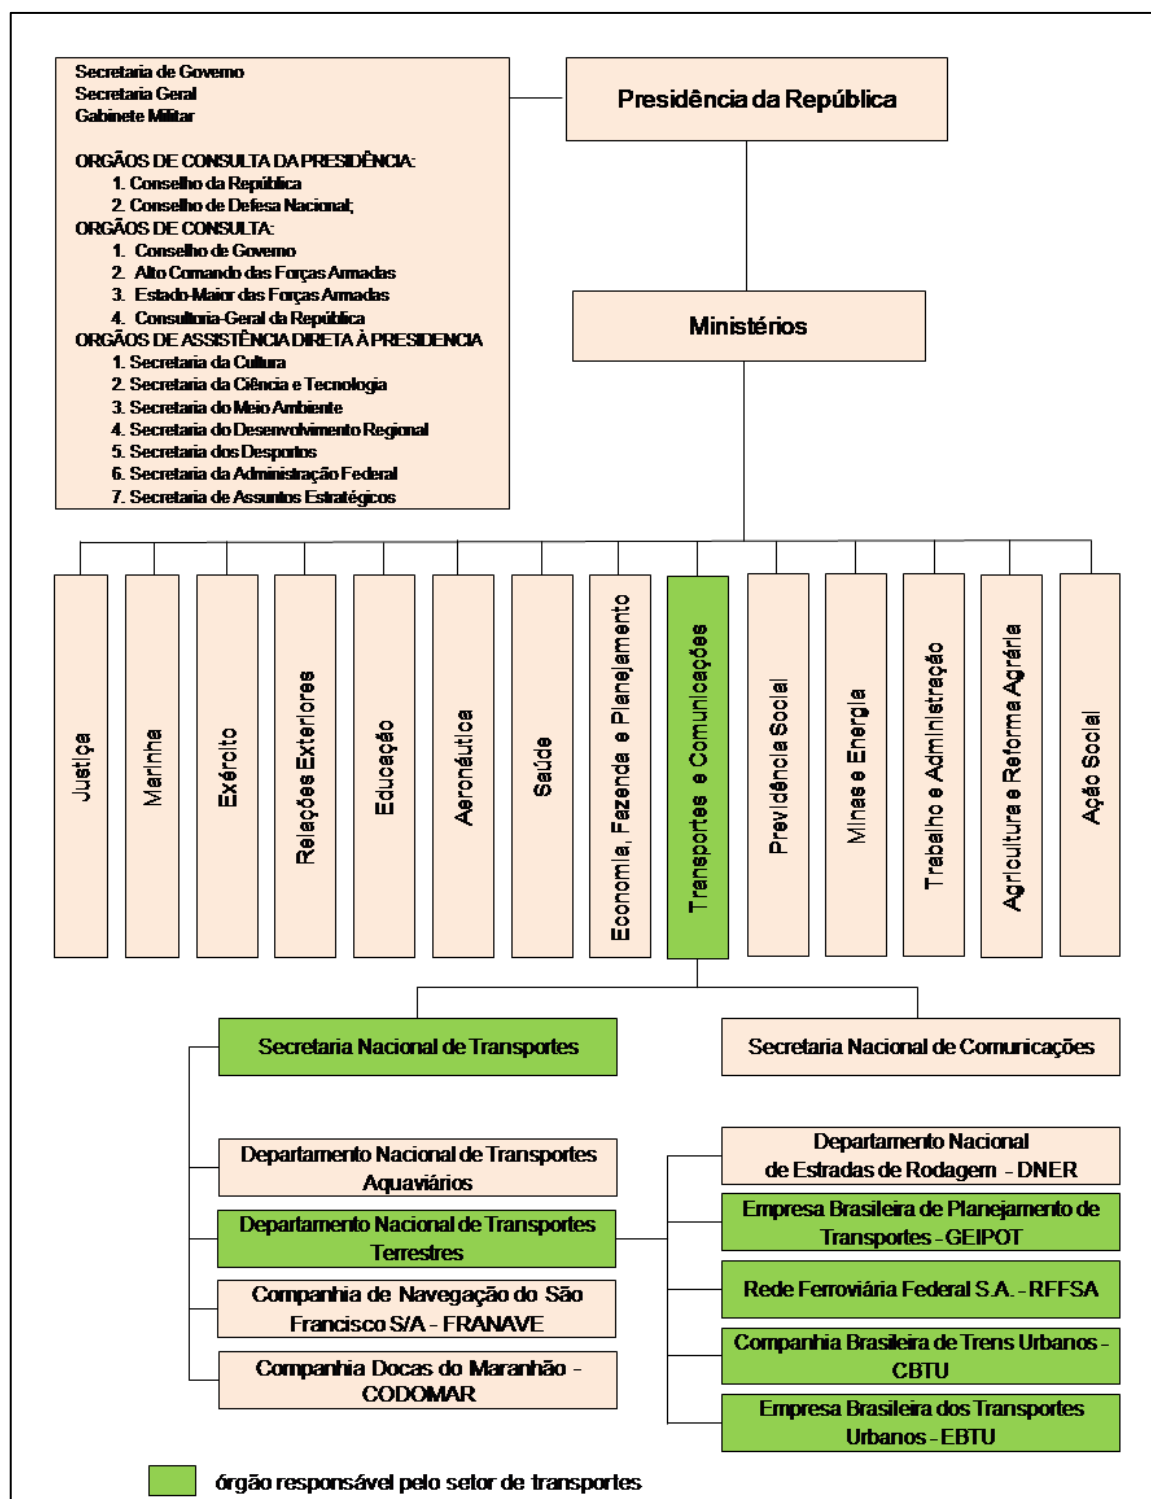 Secretaria de Governo
Secretaria Geral
Gabinete Militar
ORGÃOS DE CONSULTA DA PRESIDÊNCIA:
1. Conselho da República
2. Conselho de Defesa Nacional;
ORGÃOS DE CONSULTA:
1. Conselho de Governo
2. Alto Comando das Forças Armadas
3. Estado-Maior das Forças Armadas
4. Consultoria-Geral da República
ORGÃOS DE ASSISTÊNCIA DIRETA À PRESIDENCIA
1. Secretaria da Cultura
2. Secretaria da Ciência e Tecnologia
3. Secretaria do Meio Ambiente
4. Secretaria do Desenvolvimento Regional
5. Secretaria dos Desportos
6. Secretaria da Administração Federal
7. Secretaria de Assuntos Estratégicos
Presidência da República
Ministérios
Justiça
Marinha
Exército
Relações Exteriores
Educação
Aeronáutica
Saúde
Economia, Fazenda e Planejamento
Transportes e Comunicações
Previdência Social
Minas e Energia
Trabalho e Administração
Agricultura e Reforma Agrária
Ação Social
Secretaria Nacional de Transportes
Secretaria Nacional de Comunicações
Departamento Nacional de Transportes
Aquaviários
Departamento Nacional de Transportes
Terrestres
Companhia de Navegação do São
Francisco S/A - FRANAVE
Companhia Docas do Maranhão -
CODOMAR
Departamento Nacional
de Estradas de Rodagem - DNER
Empresa Brasileira de Planejamento de
Transportes - GEIPOT
Rede Ferroviária Federal S.A. - RFFSA
Companhia Brasileira de Trens Urbanos -
CBTU
Empresa Brasileira dos Transportes
Urbanos - EBTU
órgão responsável pelo setor de transportes